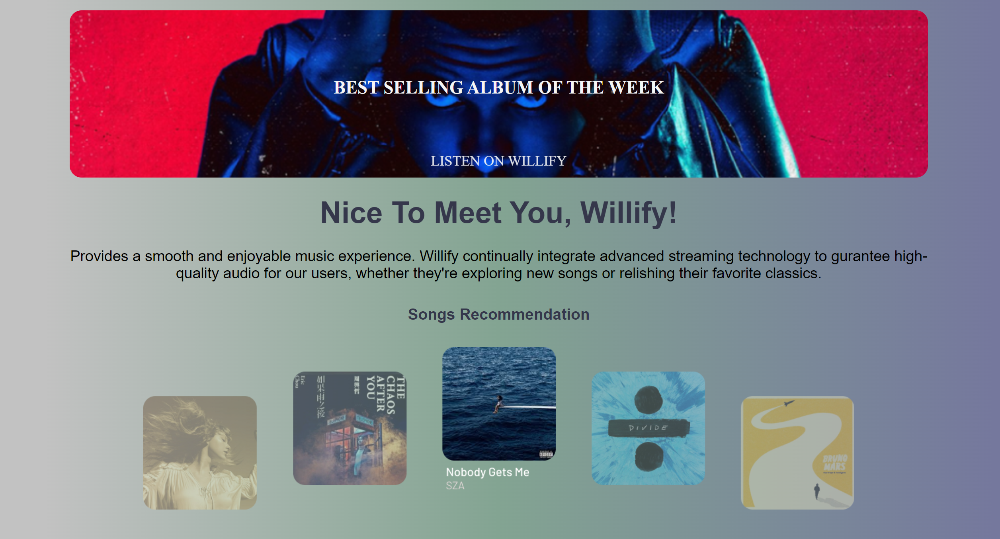 BEST SELLING ALBUM OF THE WEEK
LISTEN ON WILLIFY
Nice To Meet You, Willify!
Provides a smooth and enjoyable music experience. Willify continually integrate advanced streaming technology to gurantee high-
quality audio for our users, whether they're exploring new songs or relishing their favorite classics.
Songs Recommendation
THE
CHAOS
AFTER
YOU
周興哲
如果雨之後
Eric
Chou
TELEPHONE
TELEPHONE
PARENTAL
ADVISORY
Nobody Gets Me
SZA
DIVIDE
BRUNO
MARS